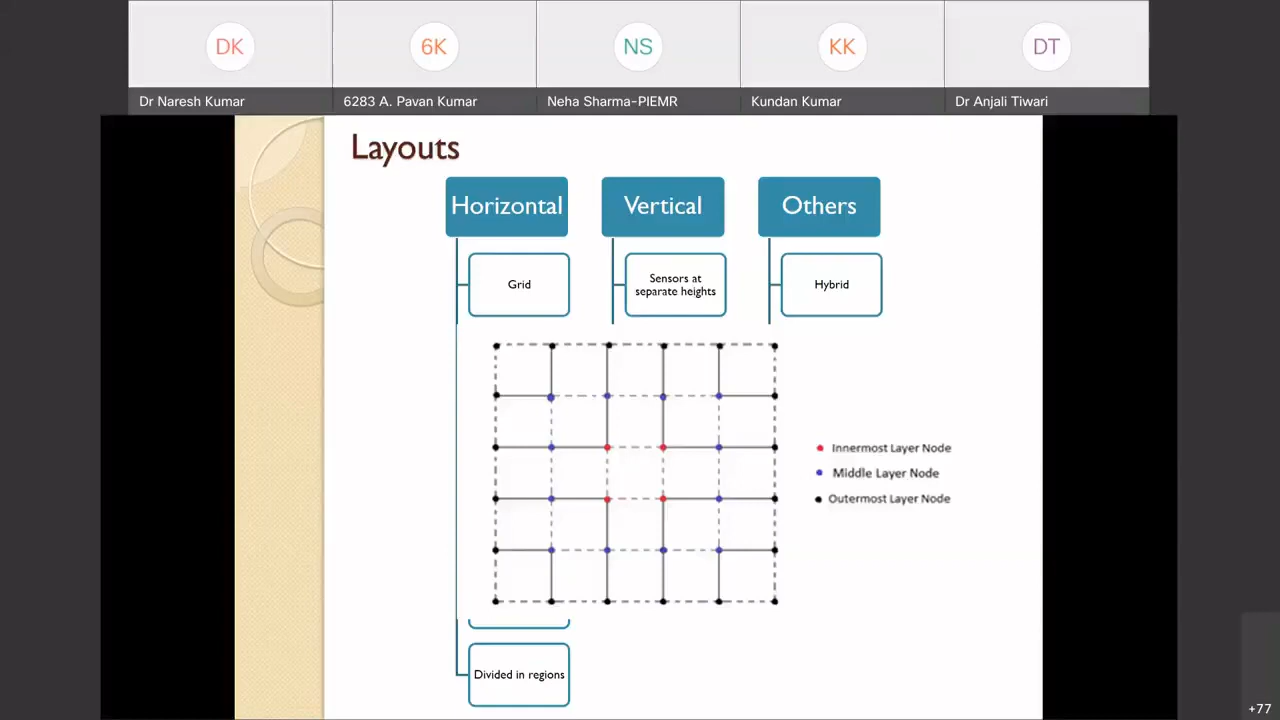 DK
6K
NS
KK
DT
Dr Naresh Kumar
6283 A. Pavan Kumar
Neha Sharma-PIEMR
Kundan Kumar
Dr Anjali Tiwari
Layouts
Horizontal
Vertical
Others
Grid
Sensors at
separate heights
Hybrid
Innermost Layer Node
Middle Layer Node
Outermost Layer Node
Divided in regions
+77